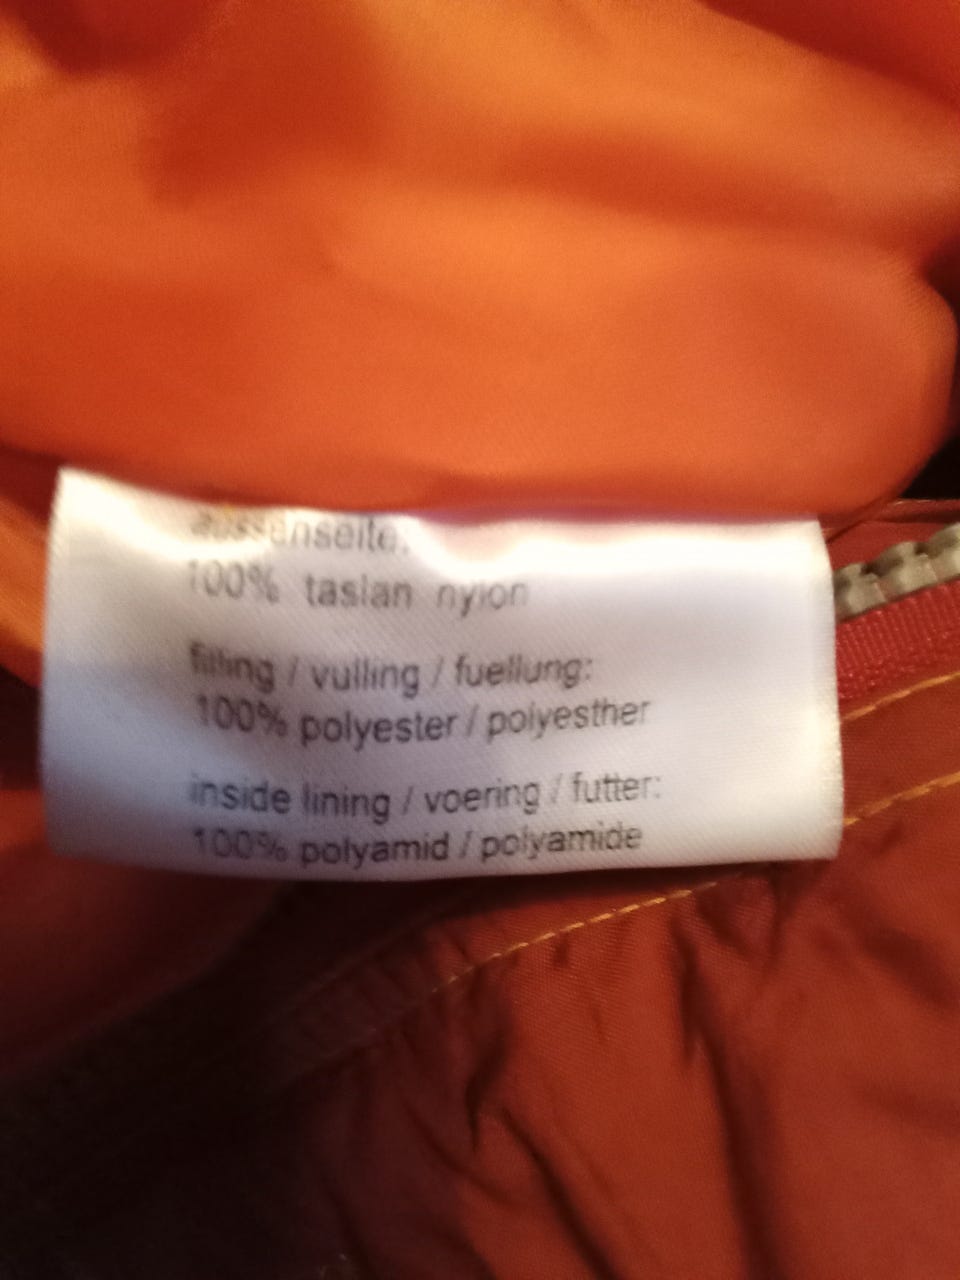 aussenseite:
100% taslan nylon
filling / vulling / fuellung:
100% polyester / polyesther
inside lining / voering / futter:
100% polyamid / polyamide